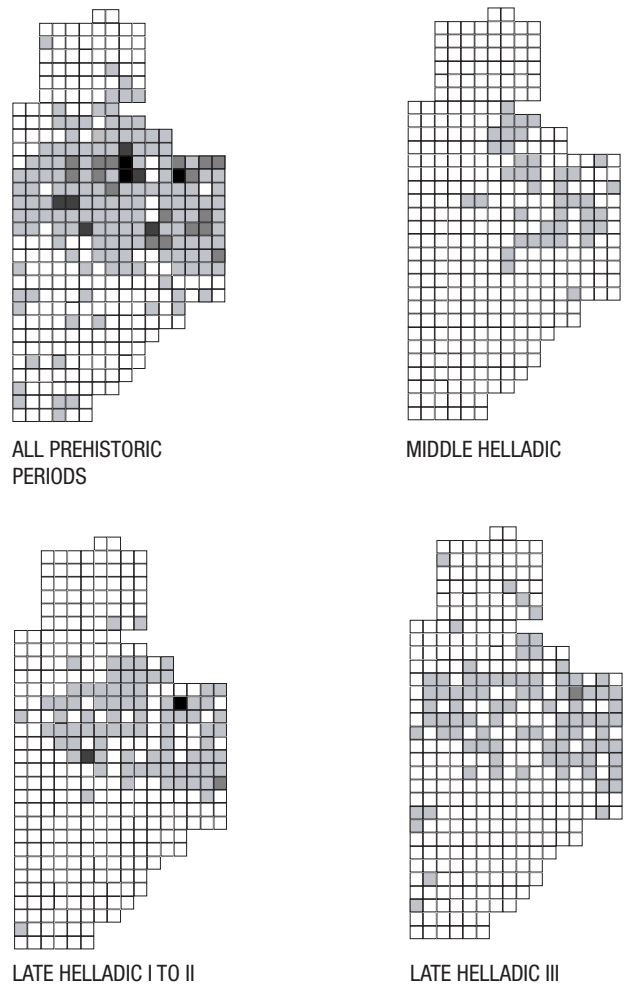 ALL PREHISTORIC
PERIODS
MIDDLE HELLADIC
LATE HELLADIC I TO II
LATE HELLADIC III